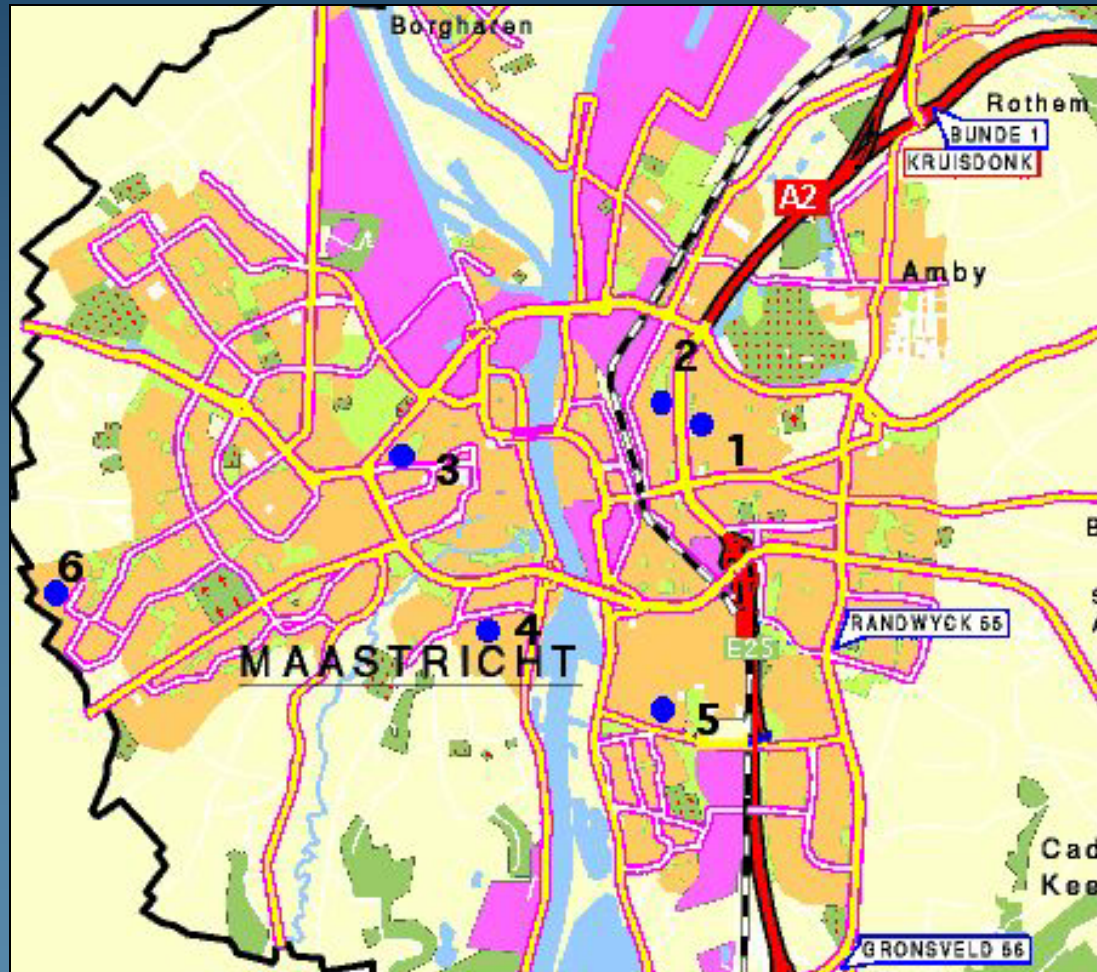 Borgharen
Rothem
BUNDE 1
KRUISDONK
A2
Amby
2
1
3
6
4
RANDWYCK 55
MAASTRICHT
E25
5
Cad
Kee
GRONSVELD 56